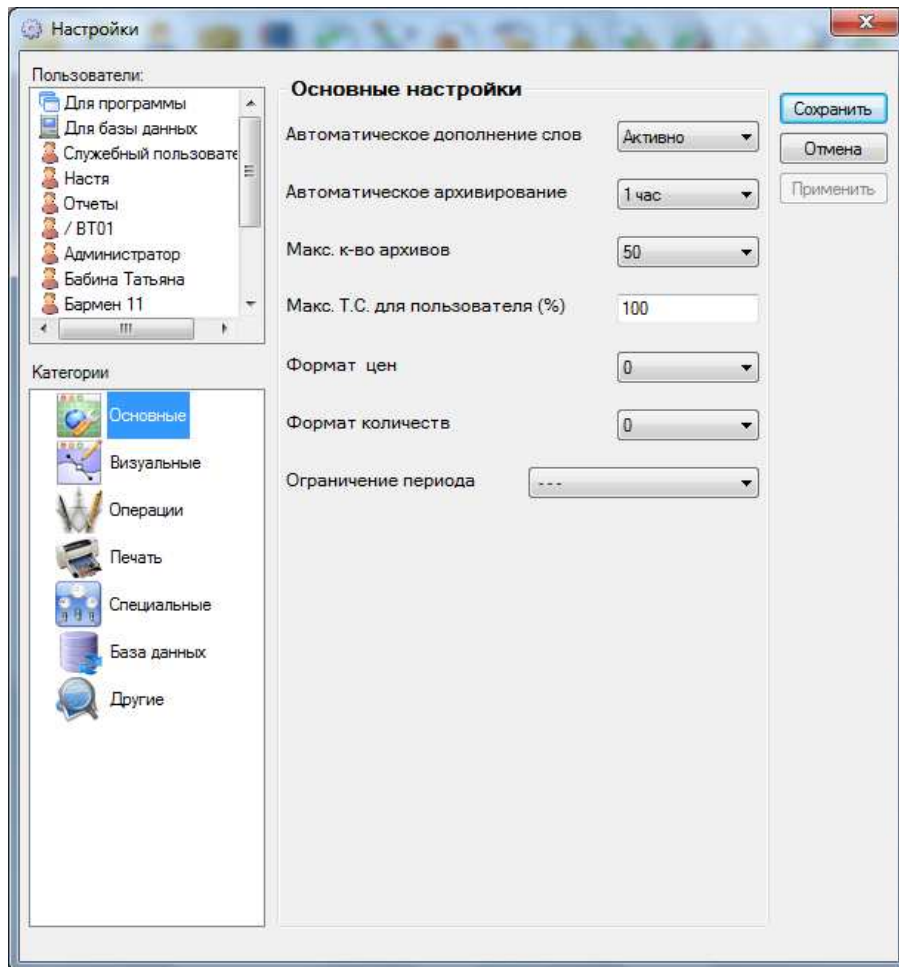 Настройки
Пользователи:
Для программы
Для базы данных
Служебный пользовате
Настя
Отчеты
/ BT01
Администратор
Бабина Татьяна
Бармен 11
Категории
Основные
Визуальные
Операции
Печать
Специальные
База данных
Другие
Основные настройки
Автоматическое дополнение слов Активно
Автоматическое архивирование 1 час
Макс. к-во архивов 50
Макс. Т.С. для пользователя (%) 100
Формат цен 0
Формат количеств 0
Ограничение периода ---
Сохранить
Отмена
Применить